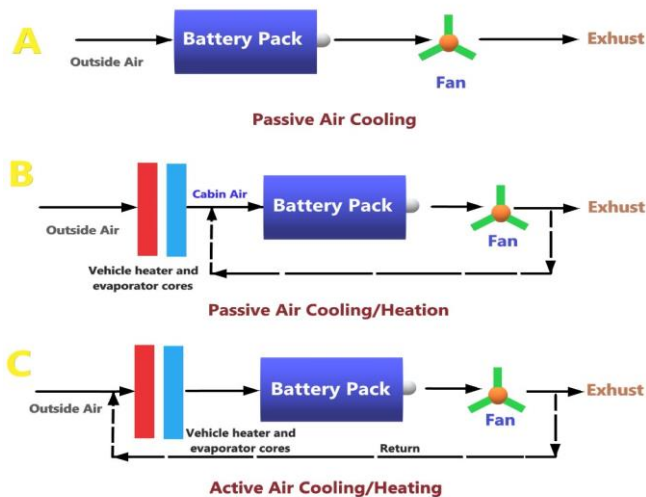 A
Battery Pack
Outside Air
Fan
Exhust
Passive Air Cooling
B
Cabin Air
Battery Pack
Outside Air
Fan
Exhust
Vehicle heater and
evaporator cores
Passive Air Cooling/Heation
C
Battery Pack
Outside Air
Fan
Exhust
Vehicle heater and
evaporator cores
Return
Active Air Cooling/Heating